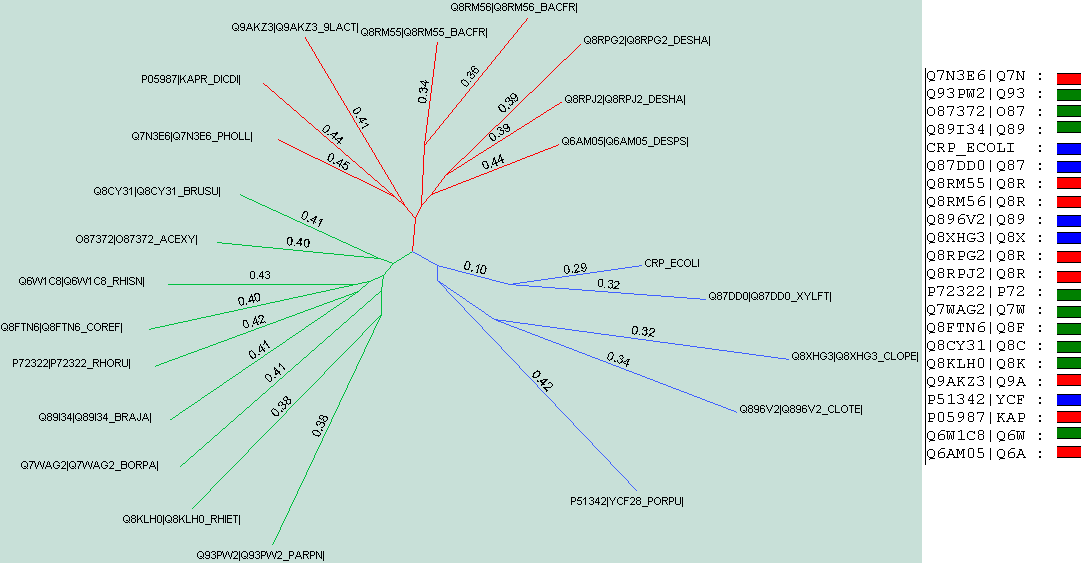 Q8RM56|Q8RM56_BACFR|
Q9AKZ3|Q9AKZ3_9LACT|
Q8RM55|Q8RM55_BACFR|
Q8RPG2|Q8RPG2_DESHA|
P05987|KAPR_DICDI|
Q8RPJ2|Q8RPJ2_DESHA|
Q7N3E6|Q7N3E6_PHOLL|
Q6AM05|Q6AM05_DESPS|
0.36
0.34
0.39
0.41
0.44
0.39
0.45
0.44
Q8CY31|Q8CY31_BRUSU|
0.41
O87372|O87372_ACEXY|
0.40
Q6W1C8|Q6W1C8_RHISN|
0.43
Q8FTN6|Q8FTN6_COREF|
0.40
P72322|P72322_RHORU|
0.42
Q89I34|Q89I34_BRAJA|
0.41
Q7WAG2|Q7WAG2_BORPA|
0.41
Q8KLH0|Q8KLH0_RHIET|
0.38
Q93PW2|Q93PW2_PARPN|
0.38
0.10
0.29
CRP_ECOLI
0.32
Q87DD0|Q87DD0_XYLFT|
0.32
Q8XHG3|Q8XHG3_CLOPE|
0.34
Q896V2|Q896V2_CLOTE|
0.42
P51342|YCF28_PORPU|
Q7N3E6|Q7N :
Q93PW2|Q93 :
O87372|O87 :
Q89I34|Q89 :
CRP_ECOLI :
Q87DD0|Q87 :
Q8RM55|Q8R :
Q8RM56|Q8R :
Q896V2|Q89 :
Q8XHG3|Q8X :
Q8RPG2|Q8R :
Q8RPJ2|Q8R :
P72322|P72 :
Q7WAG2|Q7W :
Q8FTN6|Q8F :
Q8CY31|Q8C :
Q8KLH0|Q8K :
Q9AKZ3|Q9A :
P51342|YCF :
P05987|KAP :
Q6W1C8|Q6W :
Q6AM05|Q6A :